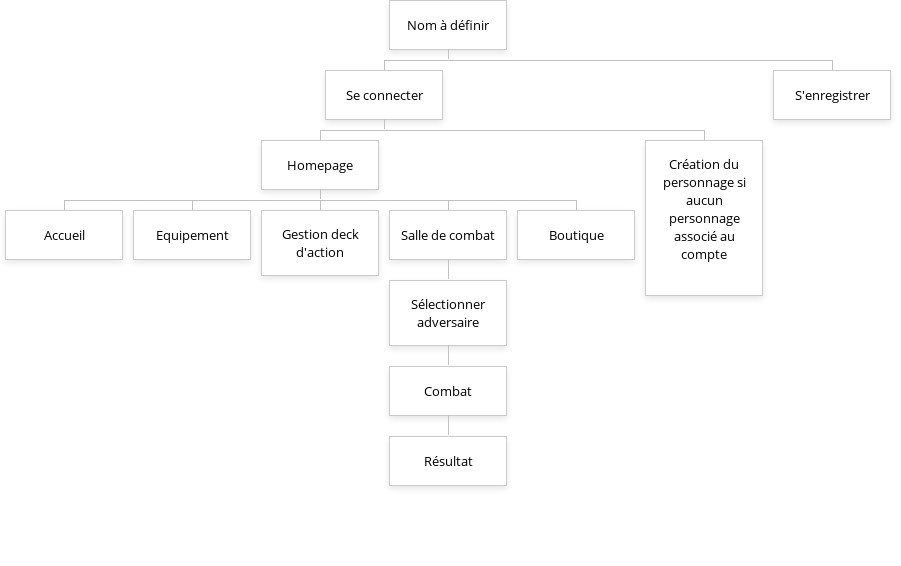 Nom à définir
Se connecter
S'enregistrer
Homepage
Création du
personnage si
aucun
personnage
associé au
compte
Accueil
Equipement
Gestion deck
d'action
Salle de combat
Boutique
Sélectionner
adversaire
Combat
Résultat